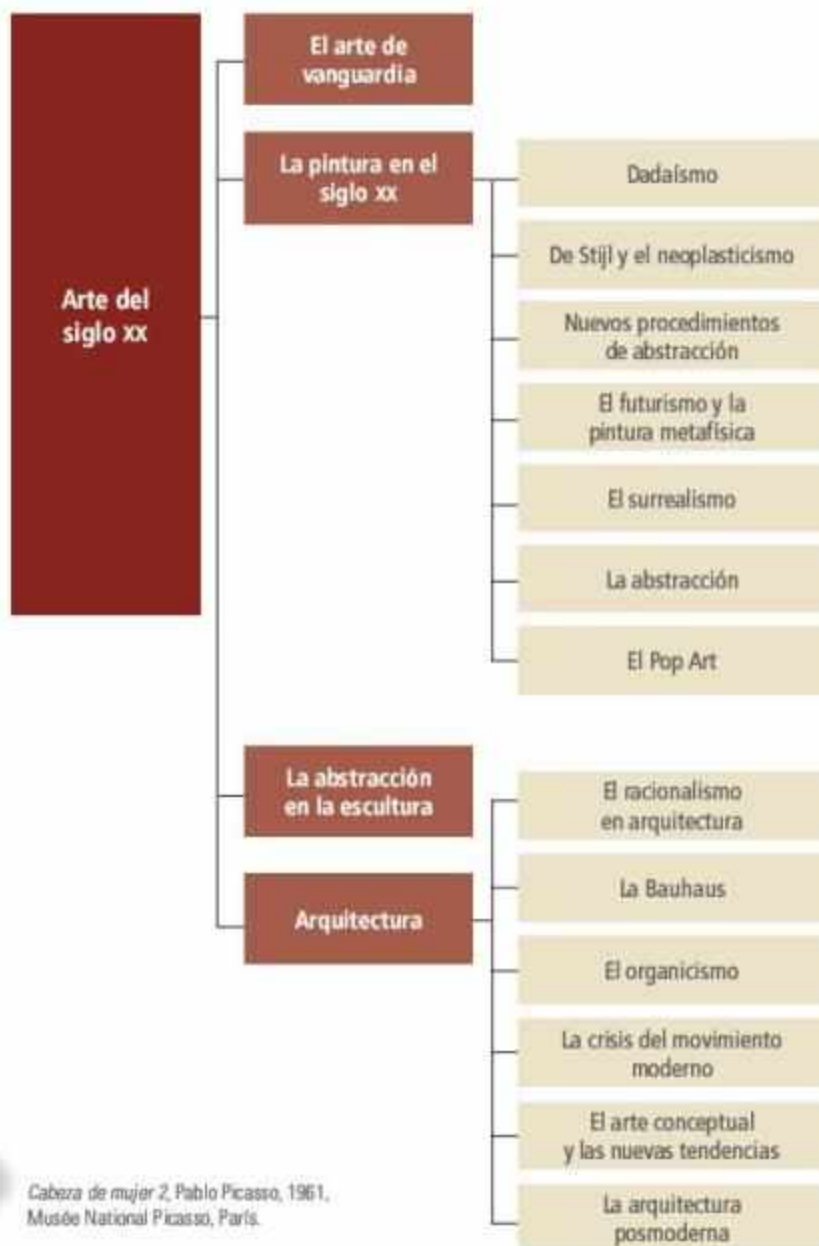 Arte del
siglo XX
El arte de
vanguardia
La pintura en el
siglo XX
Dadaísmo
De Stijl y el neoplasticismo
Nuevos procedimientos
de abstracción
El futurismo y la
pintura metafísica
El surrealismo
La abstracción
El Pop Art
La abstracción
en la escultura
Arquitectura
El racionalismo
en arquitectura
La Bauhaus
El organicismo
La crisis del movimiento
moderno
El arte conceptual
y las nuevas tendencias
La arquitectura
posmoderna
Cabeza de mujer 2, Pablo Picasso, 1961,
Musée National Picasso, París.